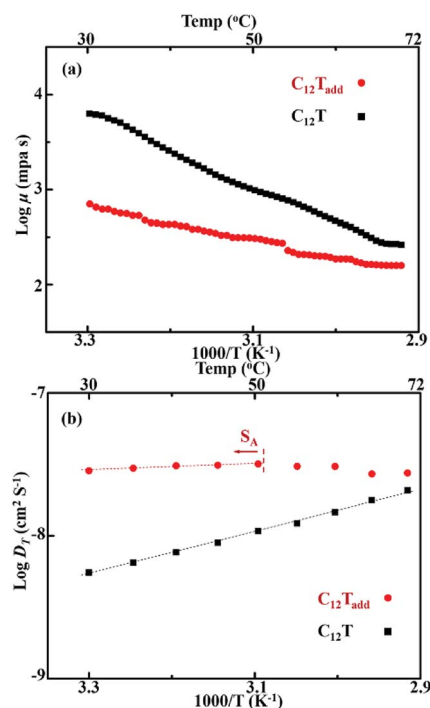 Temp (°C)
30 50 72
(a)
C₁₂Tadd
C₁₂T
4
3
2
Log μ (mpa s)
3.3 3.1 2.9
1000/T (K⁻¹)
Temp (°C)
30 50 72
-7
(b)
S_A
-8
Log D_T (cm² S⁻¹)
C₁₂Tadd
C₁₂T
-9
3.3 3.1 2.9
1000/T (K⁻¹)